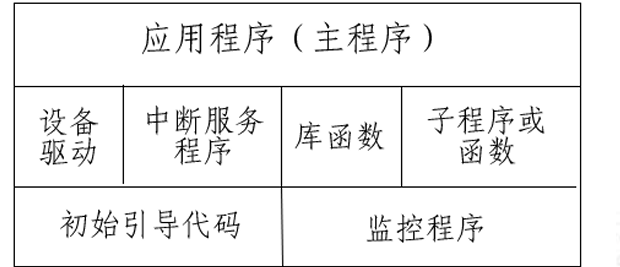 应用程序（主程序）
设备
驱动
中断服务
程序
库函数
子程序或
函数
初始引导代码
监控程序